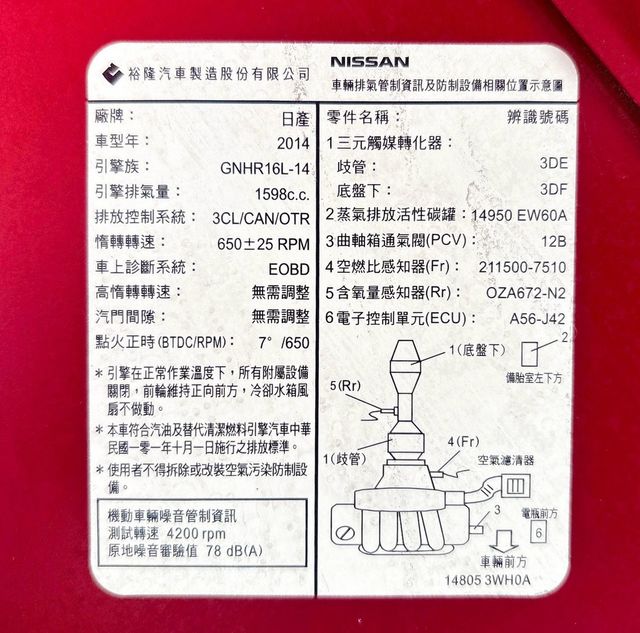 裕隆汽車製造股份有限公司
NISSAN
車輛排氣管制資訊及防制設備相關位置示意圖
廠牌： 日產
車型年： 2014
引擎族： GNHR16L-14
引擎排氣量： 1598c.c.
排放控制系統： 3CL/CAN/OTR
惰轉轉速： 650±25 RPM
車上診斷系統： EOBD
高惰轉轉速： 無需調整
汽門間隙： 無需調整
點火正時(BTDC/RPM)： 7° /650
*引擎在正常作業溫度下，所有附屬設備
關閉，前輪維持正向前方，冷卻水箱風
扇不做動。
*本車符合汽油及替代清潔燃料引擎汽車中華
民國一零一年十月一日施行之排放標準。
*使用者不得拆除或改裝空氣污染防制設
備。
機動車輛噪音管制資訊
測試轉速 4200 rpm
原地噪音審驗值 78 dB(A)
零件名稱： 辨識號碼
1三元觸媒轉化器：
歧管： 3DE
底盤下： 3DF
2蒸氣排放活性碳罐：14950 EW60A
3曲軸箱通氣閥(PCV)： 12B
4空燃比感知器(Fr)： 211500-7510
5含氧量感知器(Rr)： OZA672-N2
6電子控制單元(ECU)： A56-J42
1(底盤下)
2
備胎室左下方
5(Rr)
4(Fr)
1(歧管)
空氣濾清器
3
電瓶前方
6
車輛前方
14805 3WH0A